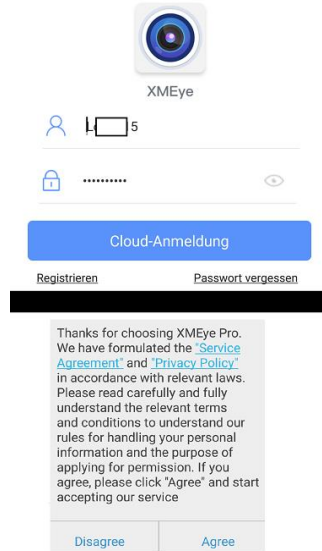 XMEye
5
••••••••••
Cloud-Anmeldung
Registrieren Passwort vergessen
Thanks for choosing XMEye Pro.
We have formulated the "Service
Agreement" and "Privacy Policy"
in accordance with relevant laws.
Please read carefully and fully
understand the relevant terms
and conditions to understand our
rules for handling your personal
information and the purpose of
applying for permission. If you
agree, please click "Agree" and start
accepting our service
Disagree Agree